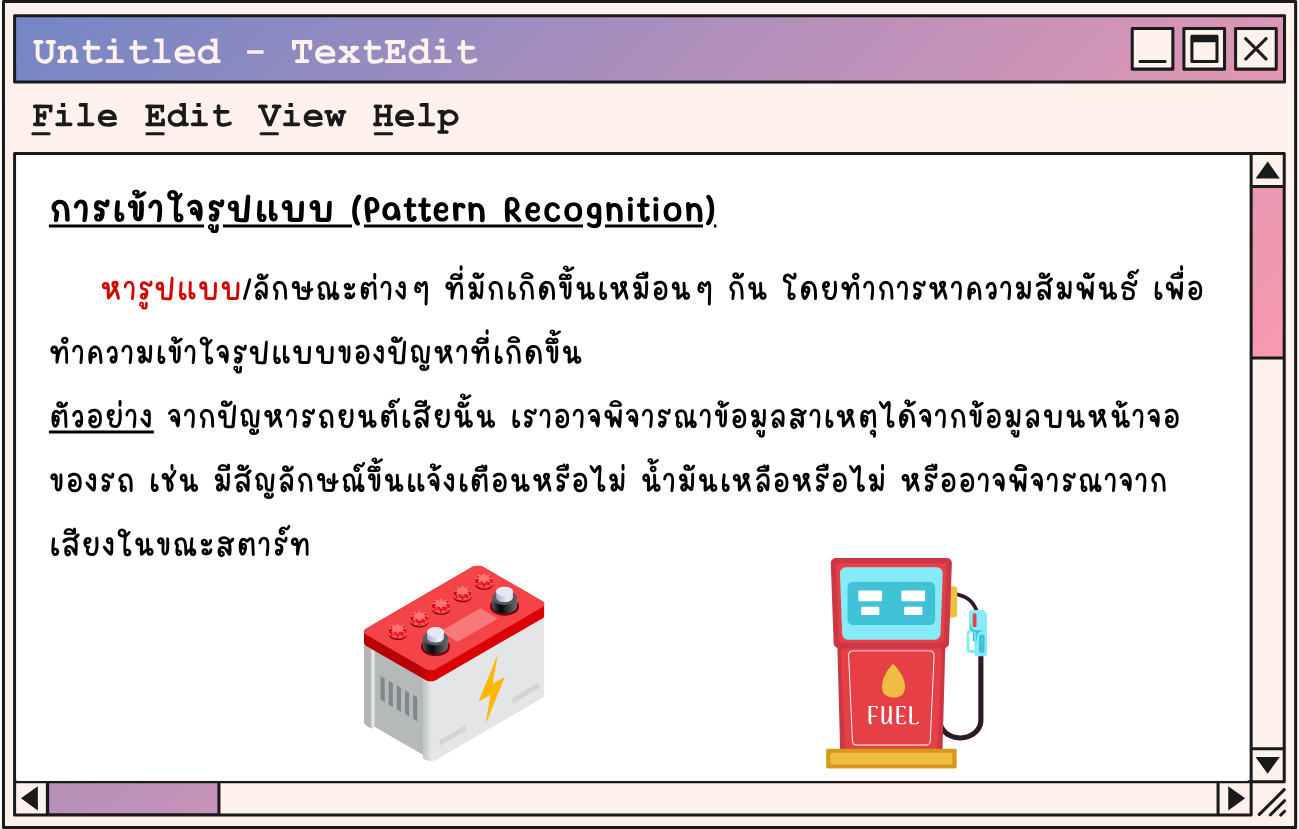 Untitled - TextEdit
File Edit View Help
การเข้าใจรูปแบบ (Pattern Recognition)
หารูปแบบ/ลักษณะต่างๆ ที่มักเกิดขึ้นเหมือนๆ กัน โดยทำการหาความสัมพันธ์ เพื่อ
ทำความเข้าใจรูปแบบของปัญหาที่เกิดขึ้น
ตัวอย่าง จากปัญหารถยนต์เสียนั้น เราอาจพิจารณาข้อมูลสาเหตุได้จากข้อมูลบนหน้าจอ
ของรถ เช่น มีสัญลักษณ์ขึ้นแจ้งเตือนหรือไม่ น้ำมันเหลือหรือไม่ หรืออาจพิจารณาจาก
เสียงในขณะสตาร์ท
FUEL